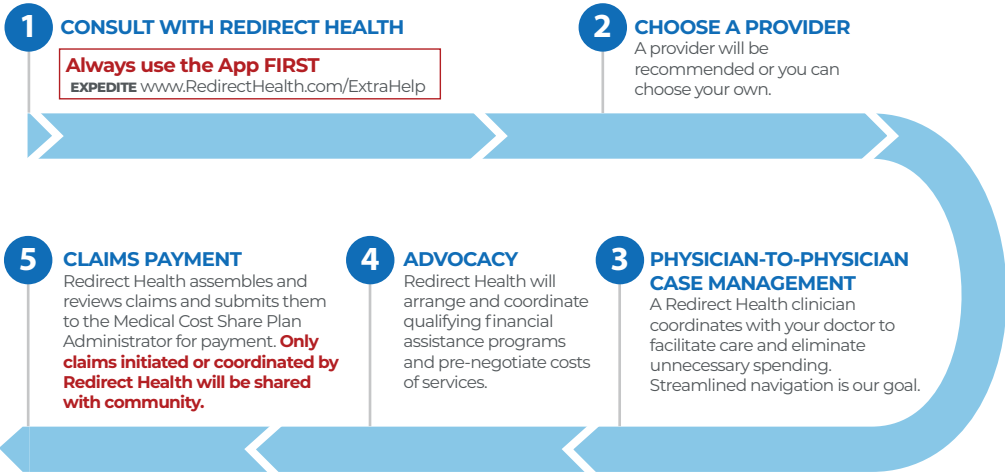 1 CONSULT WITH REDIRECT HEALTH
Always use the App FIRST
EXPEDITE www.RedirectHealth.com/ExtraHelp
2 CHOOSE A PROVIDER
A provider will be
recommended or you can
choose your own.
3 PHYSICIAN-TO-PHYSICIAN
CASE MANAGEMENT
A Redirect Health clinician
coordinates with your doctor to
facilitate care and eliminate
unnecessary spending.
Streamlined navigation is our goal.
4 ADVOCACY
Redirect Health will
arrange and coordinate
qualifying financial
assistance programs
and pre-negotiate costs
of services.
5 CLAIMS PAYMENT
Redirect Health assembles and
reviews claims and submits them
to the Medical Cost Share Plan
Administrator for payment. Only
claims initiated or coordinated by
Redirect Health will be shared
with community.